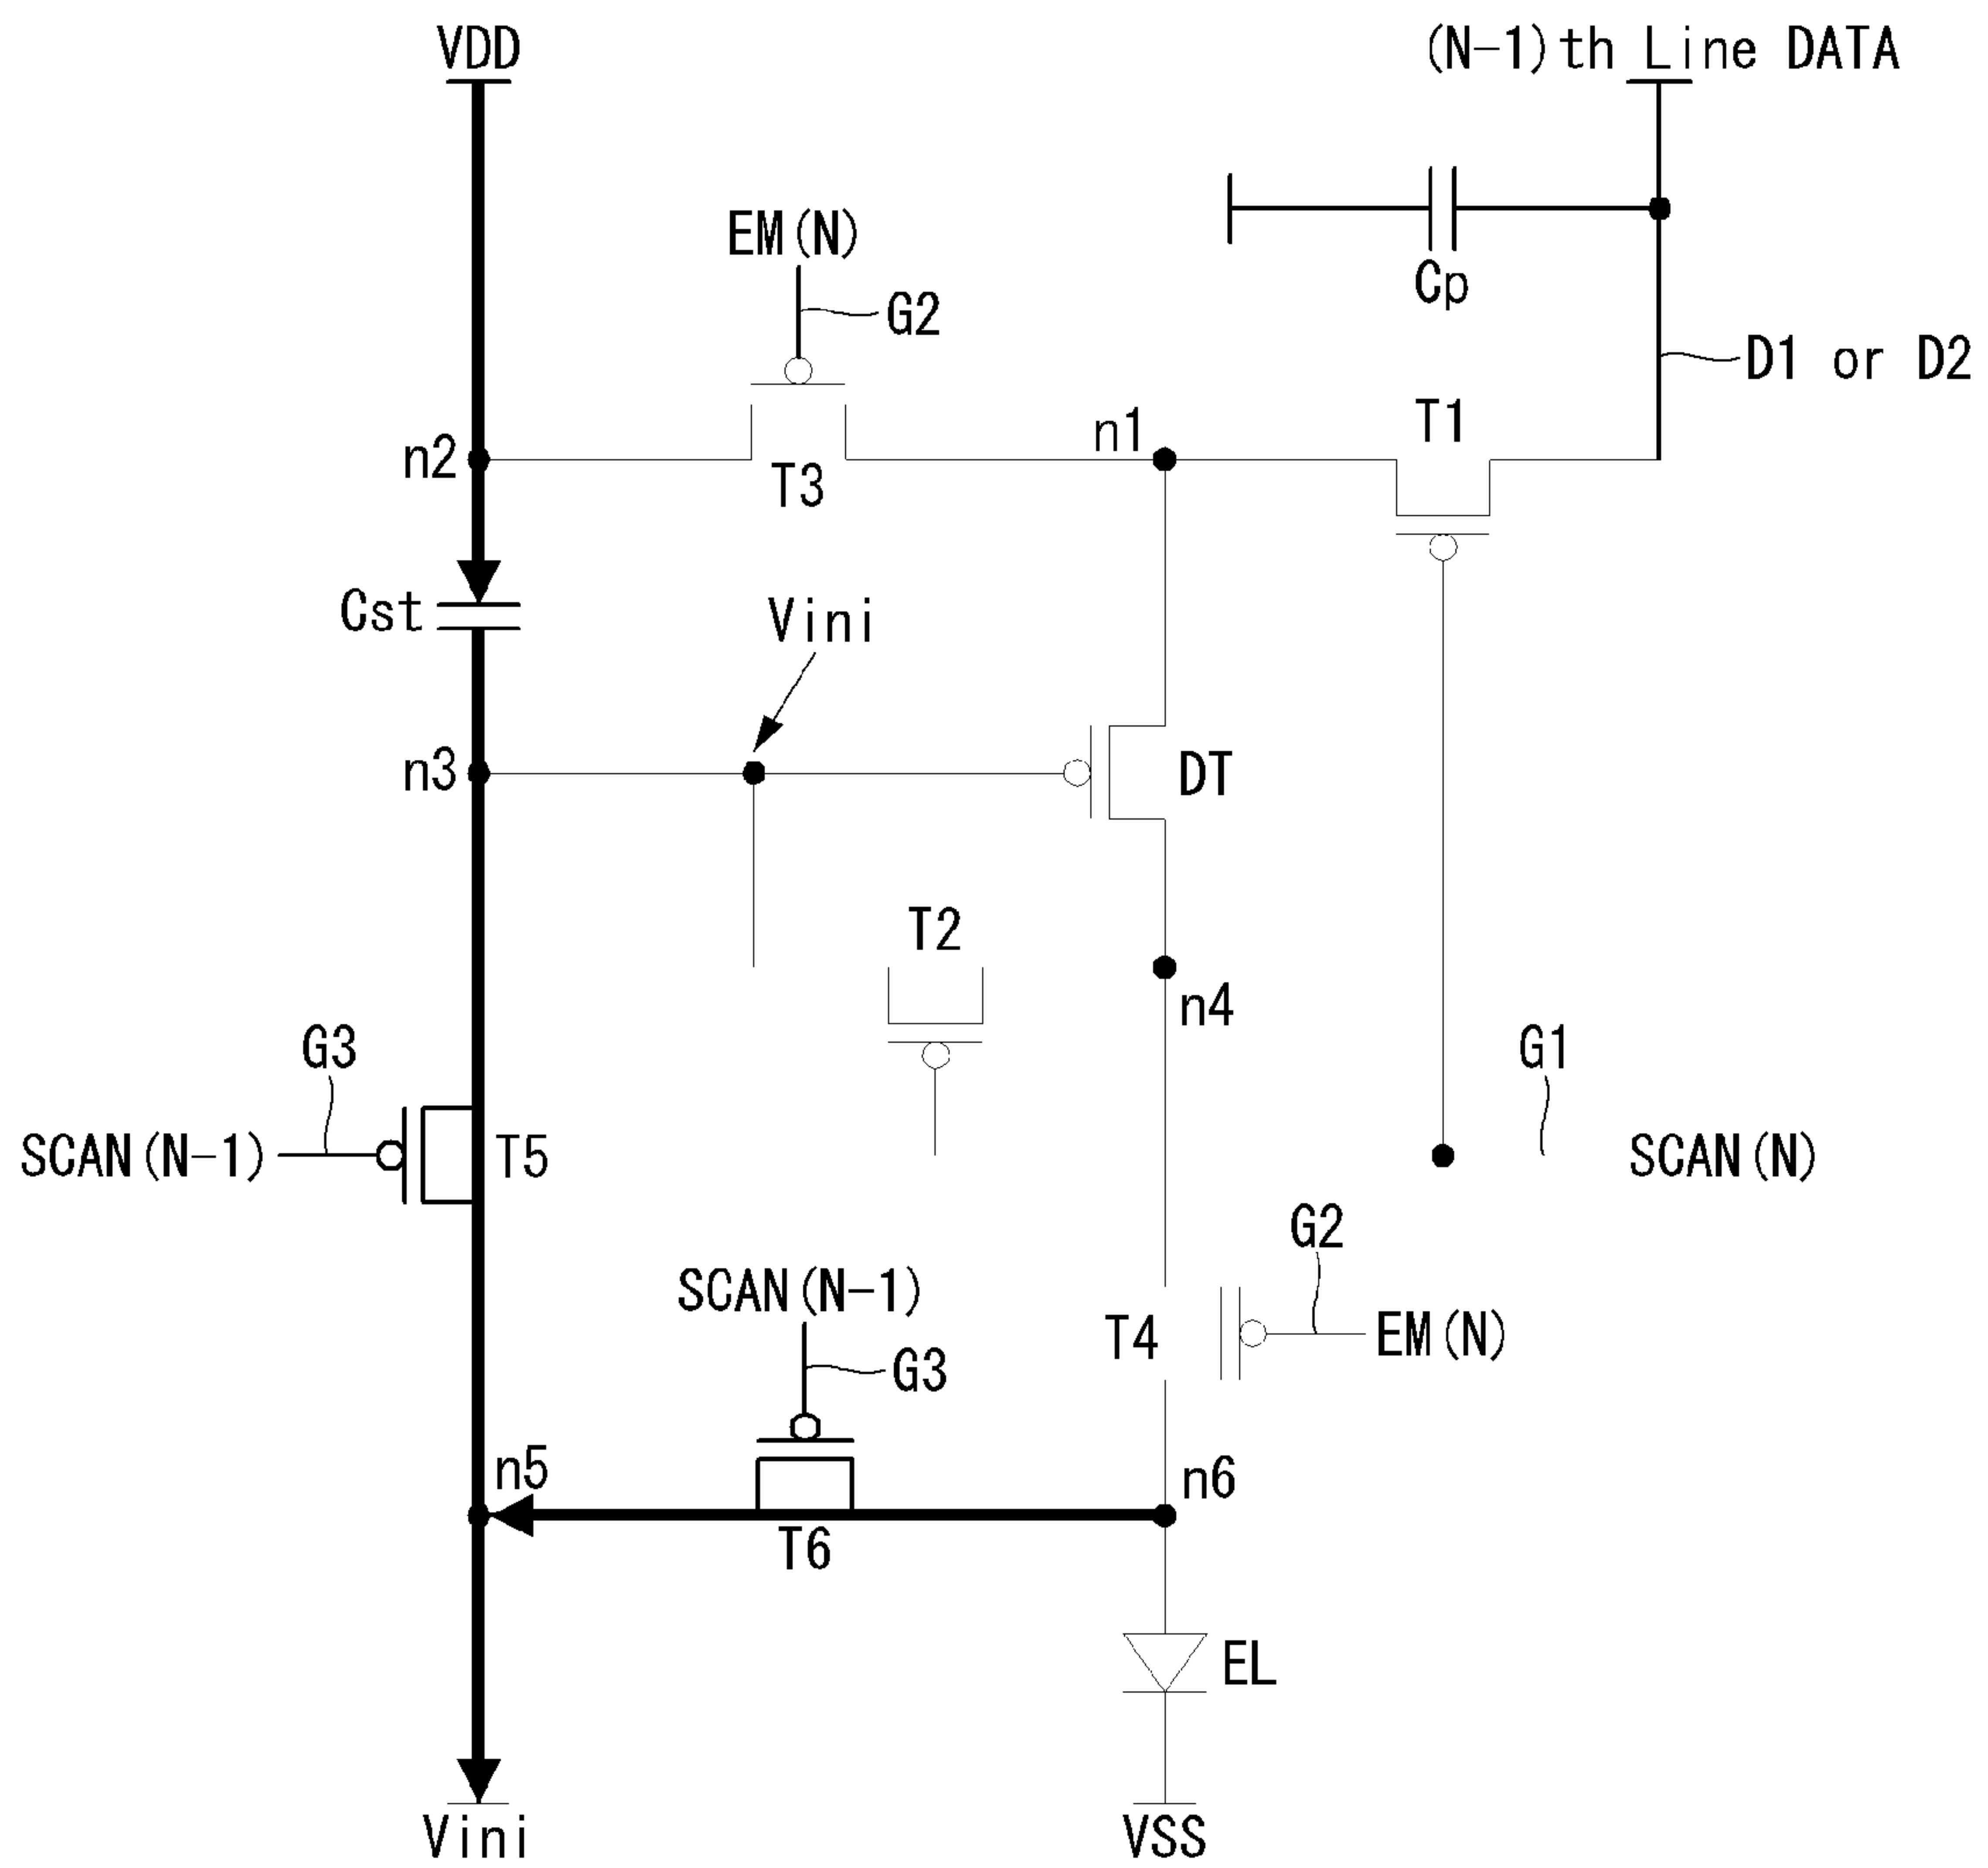 VDD
(N-1)th Line DATA
EM(N)
G2
Cp
D1 or D2
n2
T3
n1
T1
Cst
Vini
n3
DT
T2
n4
G3
G1
SCAN(N-1)
T5
SCAN(N)
G2
SCAN(N-1)
T4
EM(N)
G3
n5
n6
T6
EL
Vini
VSS